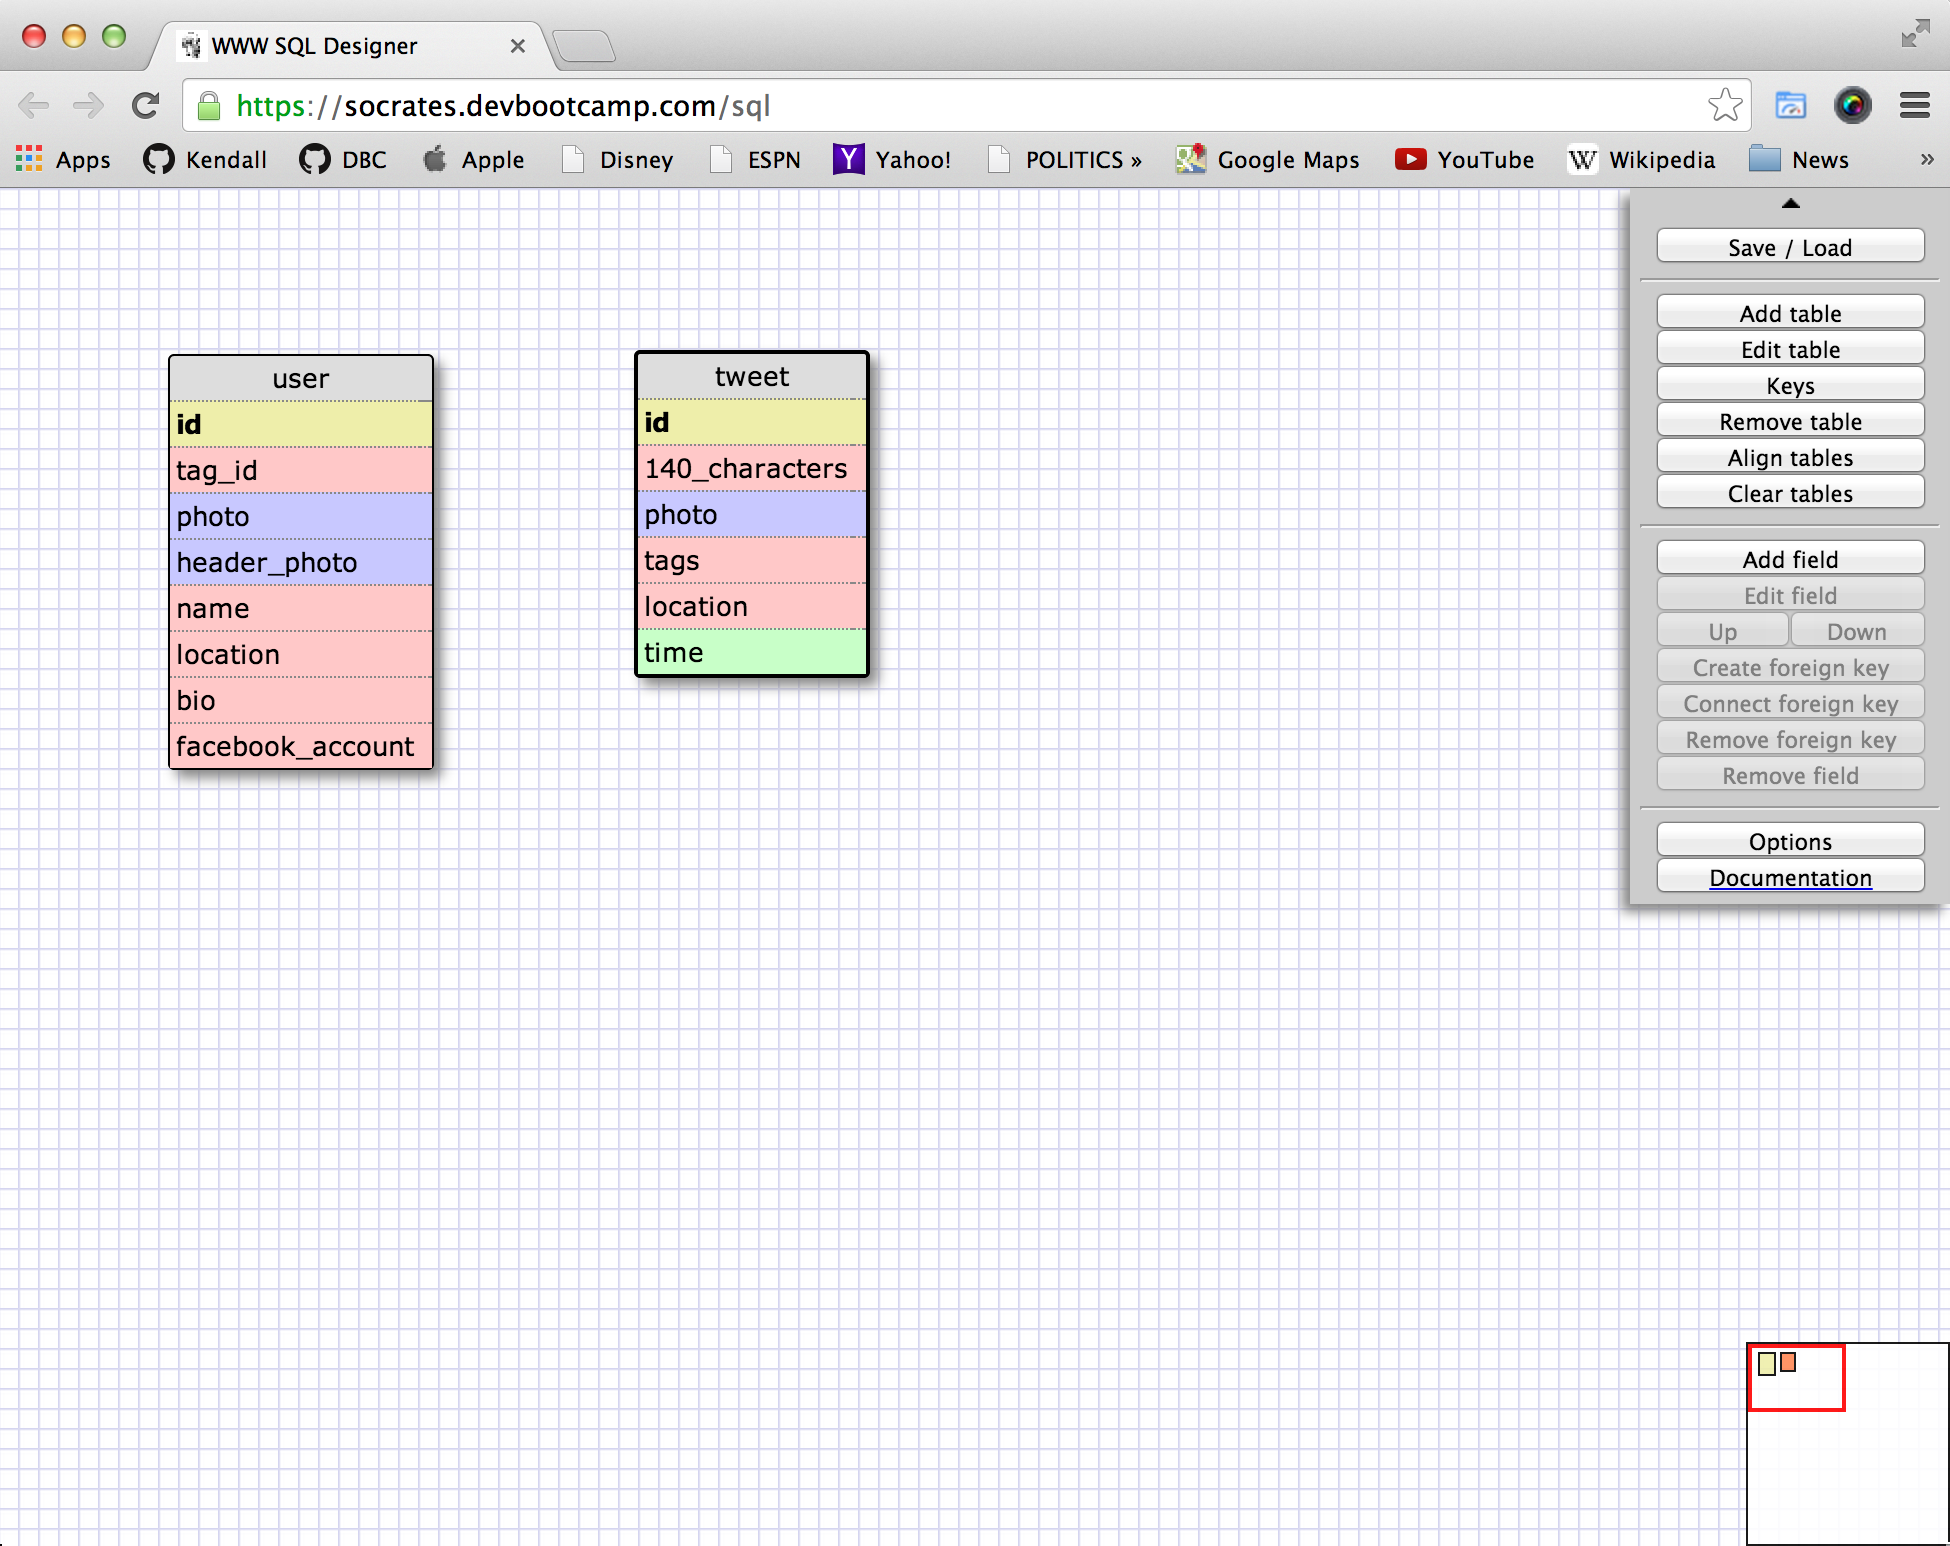 WWW SQL Designer
https://socrates.devbootcamp.com/sql
Apps Kendall DBC Apple Disney ESPN Yahoo! POLITICS » Google Maps YouTube Wikipedia News »
user
id
tag_id
photo
header_photo
name
location
bio
facebook_account
tweet
id
140_characters
photo
tags
location
time
Save / Load
Add table
Edit table
Keys
Remove table
Align tables
Clear tables
Add field
Edit field
Up Down
Create foreign key
Connect foreign key
Remove foreign key
Remove field
Options
Documentation